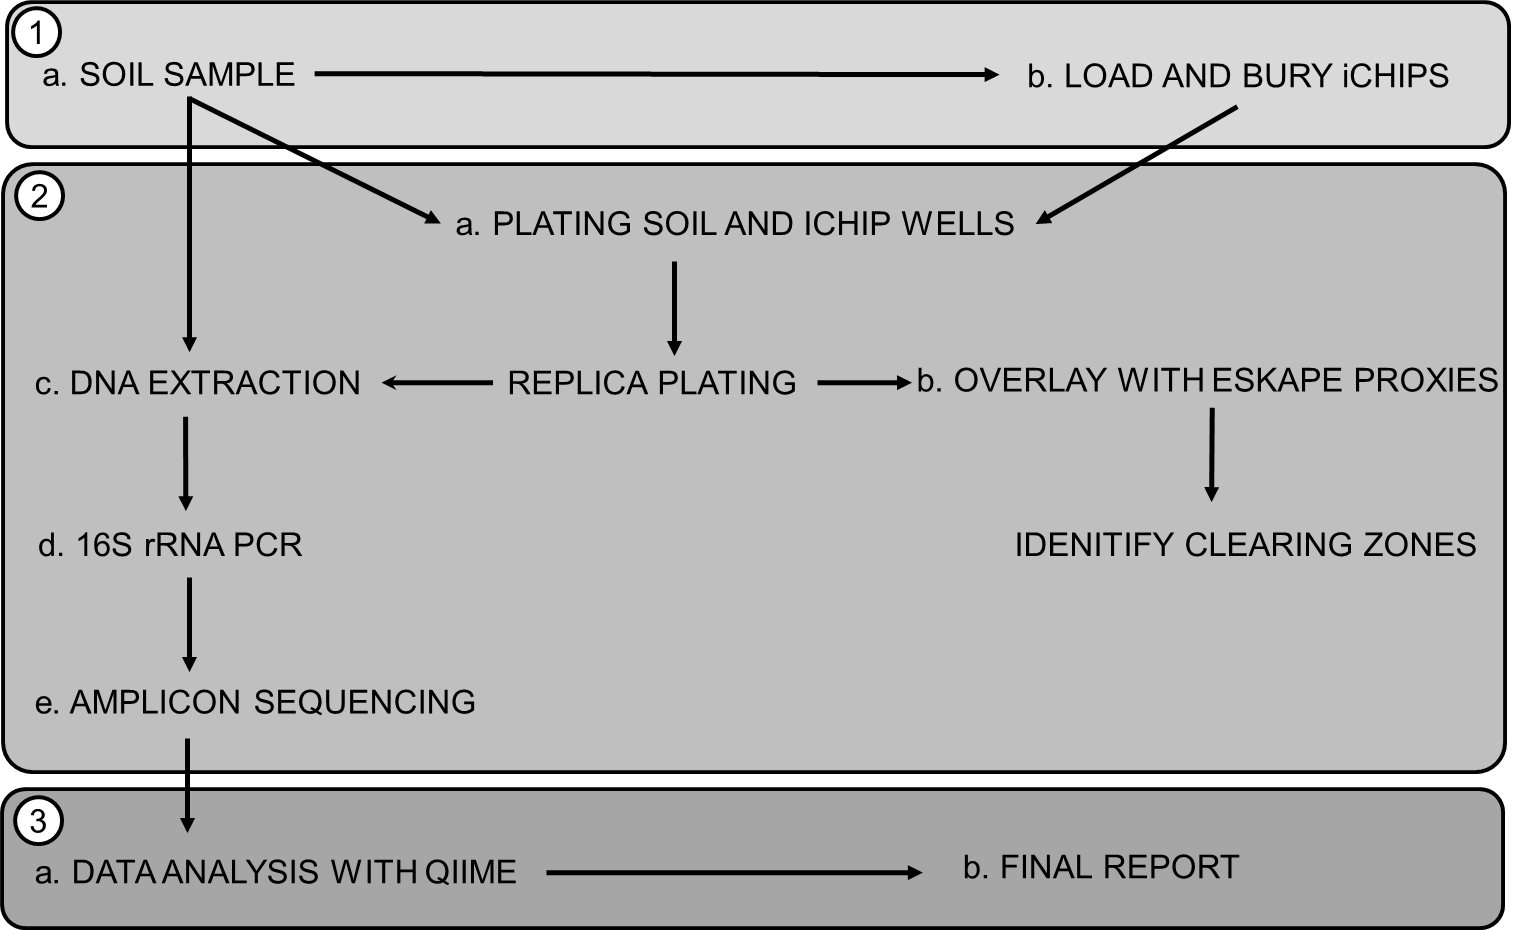 1
a. SOIL SAMPLE
b. LOAD AND BURY iCHIPS
2
a. PLATING SOIL AND ICHIP WELLS
c. DNA EXTRACTION
REPLICA PLATING
b. OVERLAY WITH ESKAPE PROXIES
d. 16S rRNA PCR
IDENITIFY CLEARING ZONES
e. AMPLICON SEQUENCING
3
a. DATA ANALYSIS WITH QIIME
b. FINAL REPORT